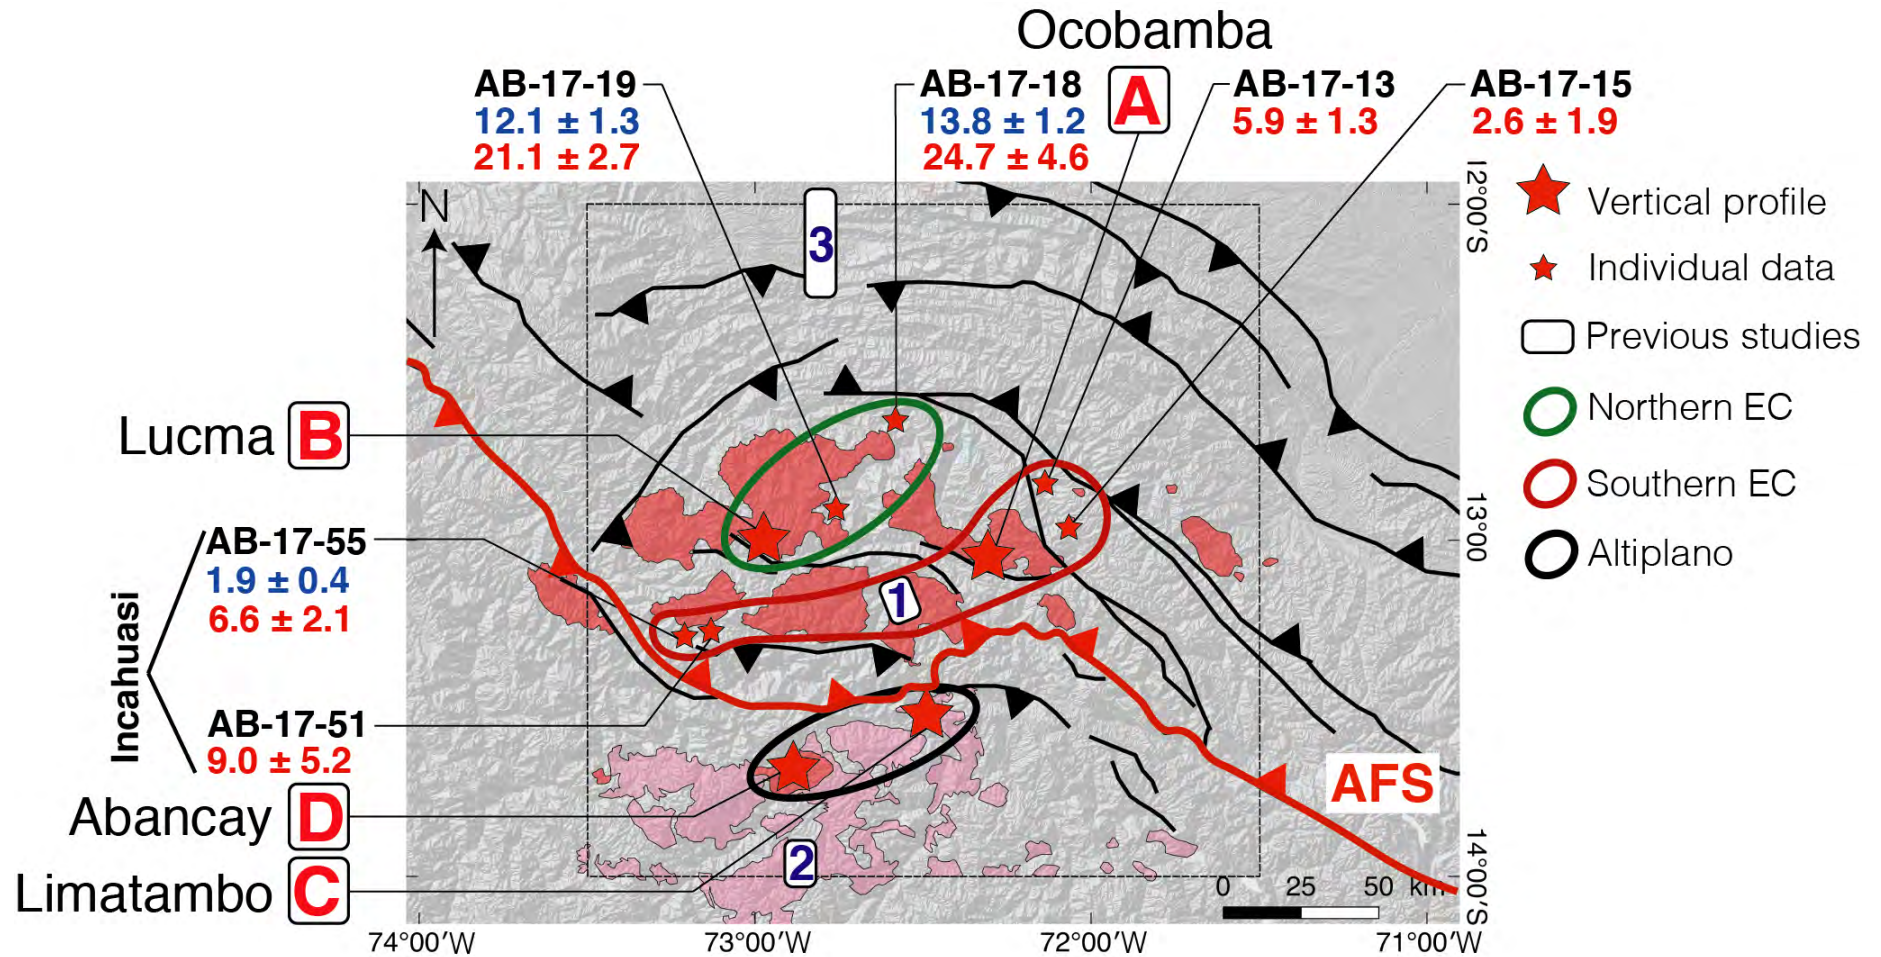 Ocobamba
A
AB-17-19
12.1 ± 1.3
21.1 ± 2.7
AB-17-18
13.8 ± 1.2
24.7 ± 4.6
AB-17-13
5.9 ± 1.3
AB-17-15
2.6 ± 1.9
N
3
12°00'S
Vertical profile
Individual data
Previous studies
Northern EC
Southern EC
Altiplano
Lucma B
13°00
Incahuasi
AB-17-55
1.9 ± 0.4
6.6 ± 2.1
1
AB-17-51
9.0 ± 5.2
AFS
Abancay D
2
Limatambo C
14°00'S
0 25 50 km
74°00'W 73°00'W 72°00'W 71°00'W